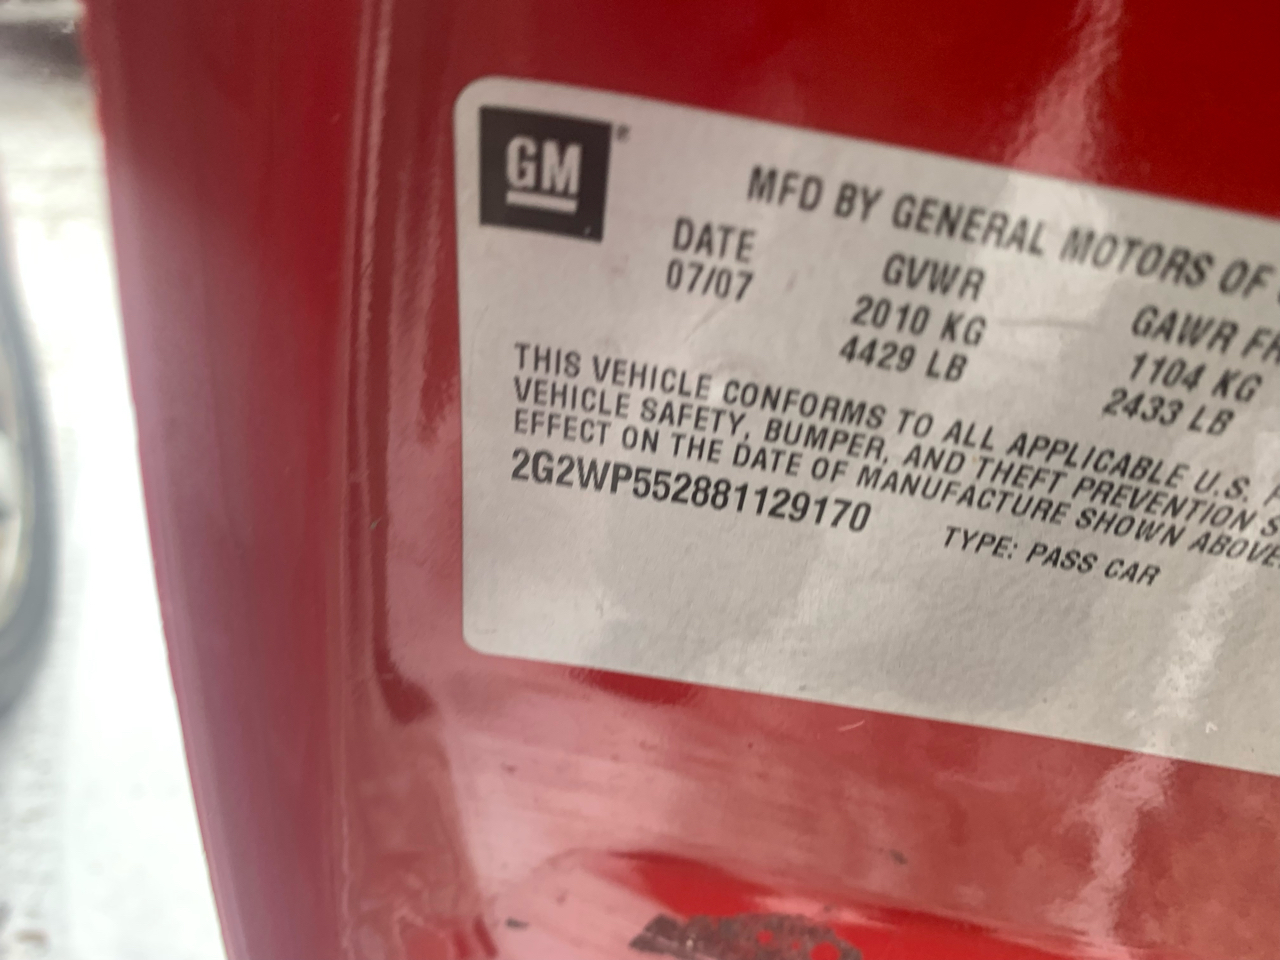 GM®
MFD BY GENERAL MOTORS OF
DATE GVWR GAWR
07/07 2010 KG 1104 KG
4429 LB 2433 LB
THIS VEHICLE CONFORMS TO ALL APPLICABLE U.S.
VEHICLE SAFETY, BUMPER, AND THEFT PREVENTION
EFFECT ON THE DATE OF MANUFACTURE SHOWN ABOVE.
2G2WP552881129170 TYPE: PASS CAR